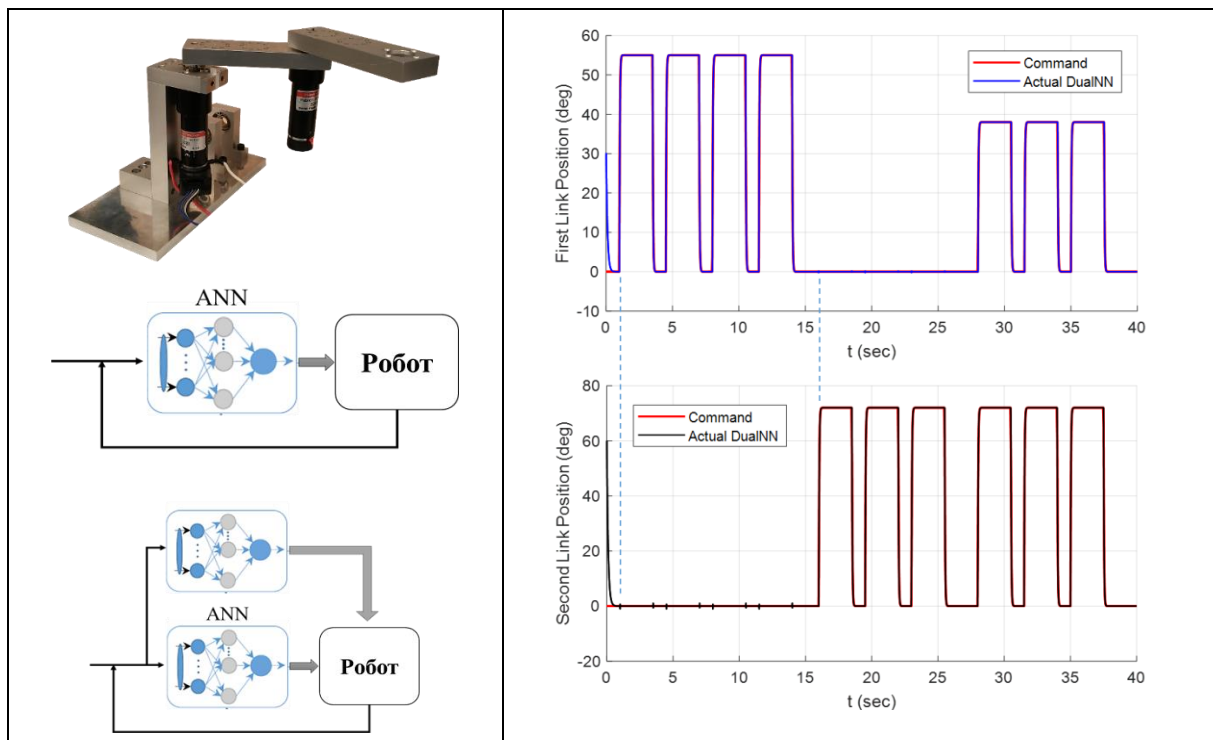 ANN
Робот
ANN
Робот
60
50
40
30
20
10
0
-10
First Link Position (deg)
Command
Actual DualNN
0 5 10 15 20 25 30 35 40
t (sec)
80
60
40
20
0
-20
Second Link Position (deg)
Command
Actual DualNN
0 5 10 15 20 25 30 35 40
t (sec)